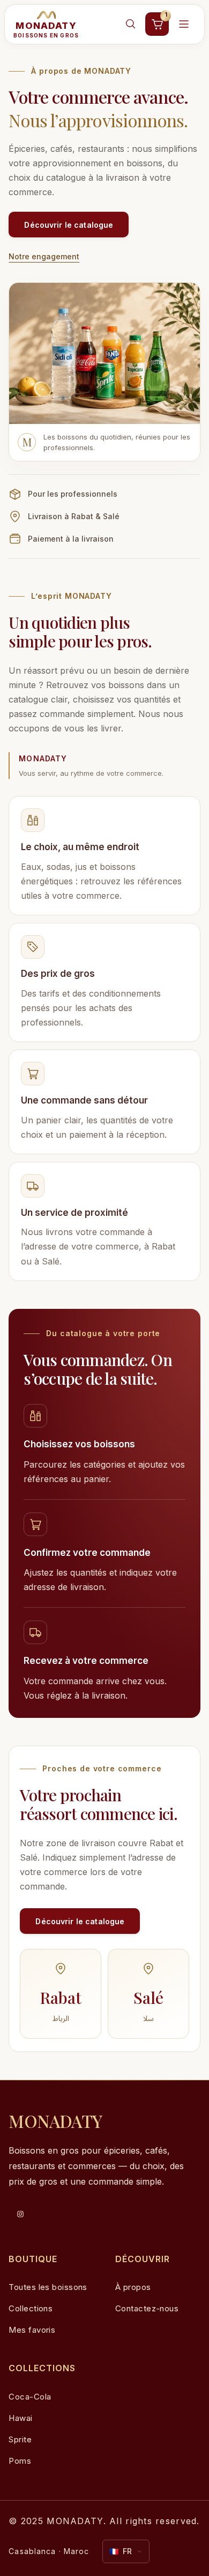 MONADATY
BOISSONS EN GROS
1
À propos de MONADATY
Votre commerce avance.
Nous l’approvisionnons.
Épiceries, cafés, restaurants : nous simplifions
votre approvisionnement en boissons, du
choix du catalogue à la livraison à votre
commerce.
Découvrir le catalogue
Notre engagement
Sidi Ali
Coca-Cola
Sprite
Tropicana
Perrier
M
Les boissons du quotidien, réunies pour les
professionnels.
Pour les professionnels
Livraison à Rabat & Salé
Paiement à la livraison
L’esprit MONADATY
Un quotidien plus
simple pour les pros.
Un réassort prévu ou un besoin de dernière
minute ? Retrouvez vos boissons dans un
catalogue clair, choisissez vos quantités et
passez commande simplement. Nous nous
occupons de vous les livrer.
MONADATY
Vous servir, au rythme de votre commerce.
Le choix, au même endroit
Eaux, sodas, jus et boissons
énergétiques : retrouvez les références
utiles à votre commerce.
Des prix de gros
Des tarifs et des conditionnements
pensés pour les achats des
professionnels.
Une commande sans détour
Un panier clair, les quantités de votre
choix et un paiement à la réception.
Un service de proximité
Nous livrons votre commande à
l’adresse de votre commerce, à Rabat
ou à Salé.
Du catalogue à votre porte
Vous commandez. On
s’occupe de la suite.
Choisissez vos boissons
Parcourez les catégories et ajoutez vos
références au panier.
Confirmez votre commande
Ajustez les quantités et indiquez votre
adresse de livraison.
Recevez à votre commerce
Votre commande arrive chez vous.
Vous réglez à la livraison.
Proches de votre commerce
Votre prochain
réassort commence ici.
Notre zone de livraison couvre Rabat et
Salé. Indiquez simplement l’adresse de
votre commerce lors de votre
commande.
Découvrir le catalogue
Rabat
الرباط
Salé
سلا
MONADATY
Boissons en gros pour épiceries, cafés,
restaurants et commerces — du choix, des
prix de gros et une commande simple.
BOUTIQUE
Toutes les boissons
Collections
Mes favoris
DÉCOUVRIR
À propos
Contactez-nous
COLLECTIONS
Coca-Cola
Hawai
Sprite
Poms
© 2025 MONADATY. All rights reserved.
Casablanca · Maroc
FR